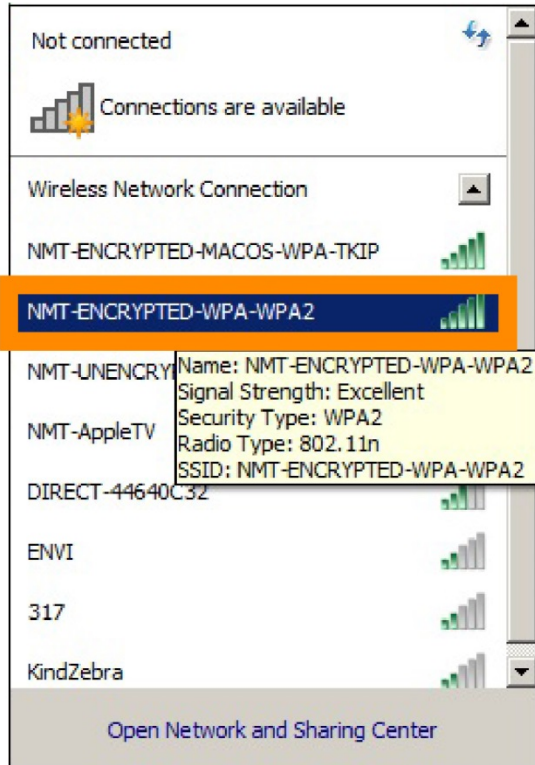 Not connected
Connections are available
Wireless Network Connection
NMT-ENCRYPTED-MACOS-WPA-TKIP
NMT-ENCRYPTED-WPA-WPA2
NMT-UNENCRY
Name: NMT-ENCRYPTED-WPA-WPA2
Signal Strength: Excellent
Security Type: WPA2
Radio Type: 802.11n
SSID: NMT-ENCRYPTED-WPA-WPA2
NMT-AppleTV
DIRECT-44640C32
ENVI
317
KindZebra
Open Network and Sharing Center